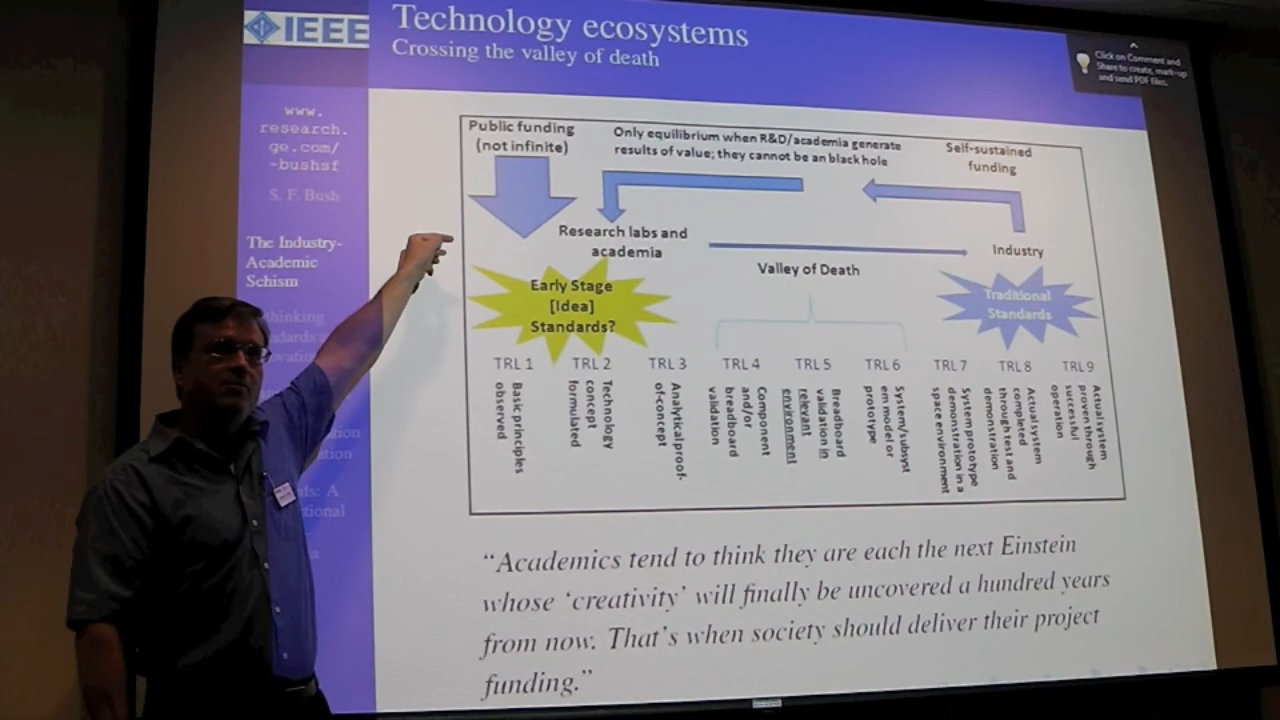 IEEE
Technology ecosystems
Crossing the valley of death
Click on Comment and
Share to create, mark-up
and send PDF files.
www.
research.
ge.com/
~bushsf
S. F. Bush
The Industry-
Academic
Schism
Public funding
(not infinite)
Only equilibrium when R&D/academia generate
results of value; they cannot be an black hole
Self-sustained
funding
Research labs and
academia
Industry
Valley of Death
Early Stage
[Idea]
Standards?
Traditional
Standards
TRL 1
TRL 2
TRL 3
TRL 4
TRL 5
TRL 6
TRL 7
TRL 8
TRL 9
Basic principles
observed
Technology
concept
formulated
Analytical proof-
of-concept
Component
and/or
breadboard
validation
Breadboard
validation in
relevant
environment
System/subsyst
em model or
prototype
System prototype
demonstration in a
space environment
Actual system
completed
through test and
demonstration
Actual system
proven through
successful
operation
“Academics tend to think they are each the next Einstein
whose ‘creativity’ will finally be uncovered a hundred years
from now. That’s when society should deliver their project
funding.”